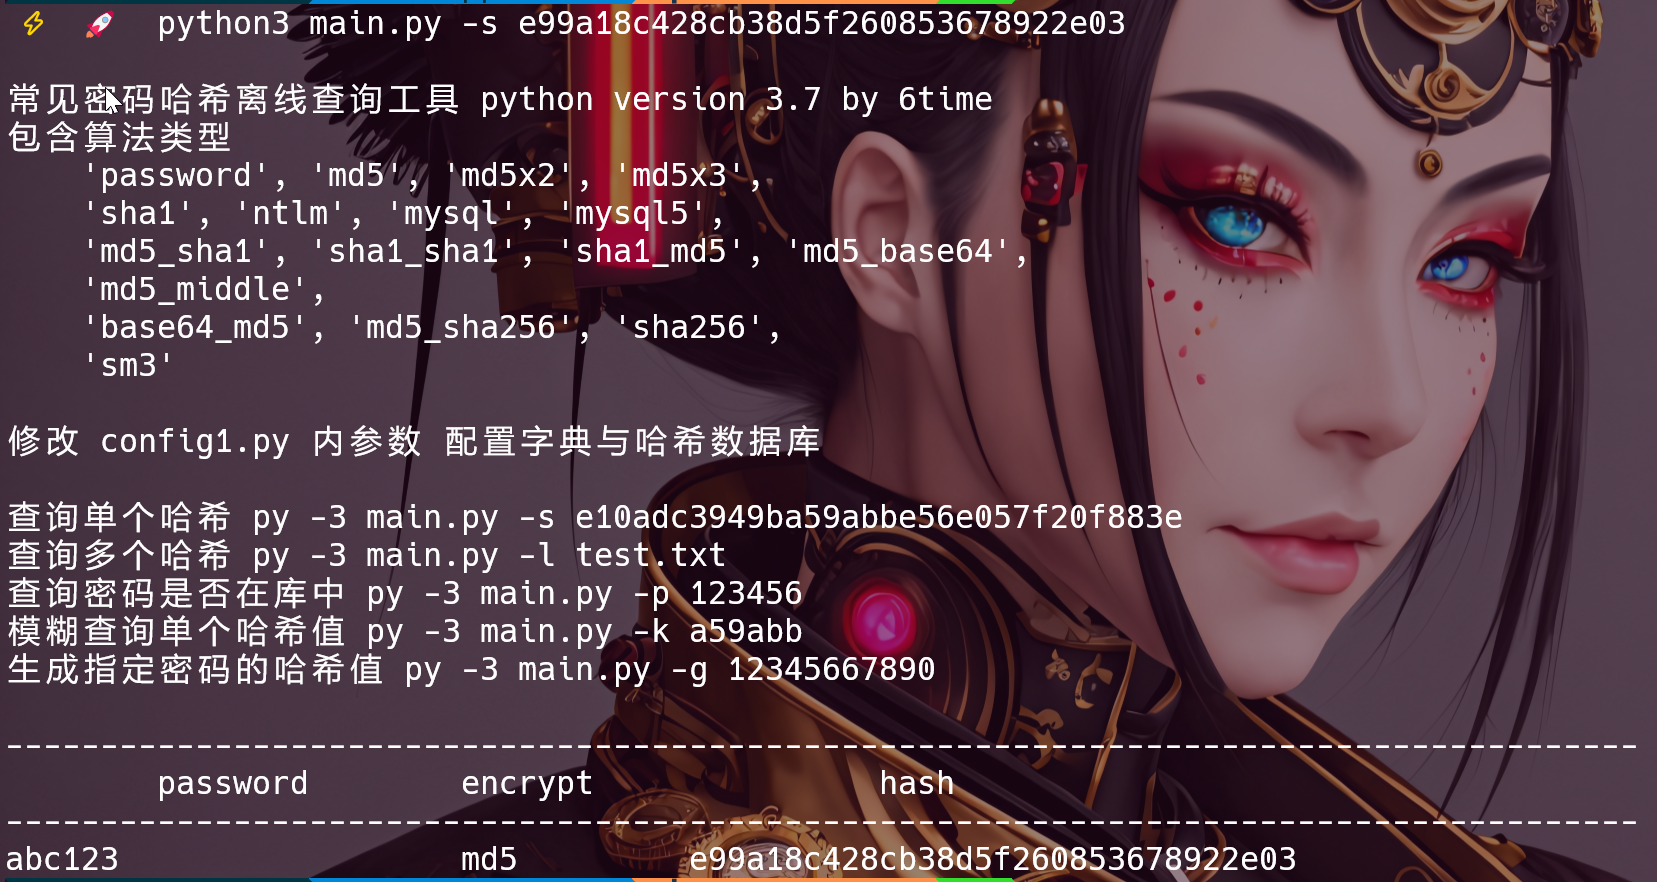 python3 main.py -s e99a18c428cb38d5f260853678922e03
常见密码哈希离线查询工具 python version 3.7 by 6time
包含算法类型
'password', 'md5', 'md5x2', 'md5x3',
'sha1', 'ntlm', 'mysql', 'mysql5',
'md5_sha1', 'sha1_sha1', 'sha1_md5', 'md5_base64',
'md5_middle',
'base64_md5', 'md5_sha256', 'sha256',
'sm3'
修改 config1.py 内参数 配置字典与哈希数据库
查询单个哈希 py -3 main.py -s e10adc3949ba59abbe56e057f20f883e
查询多个哈希 py -3 main.py -l test.txt
查询密码是否在库中 py -3 main.py -p 123456
模糊查询单个哈希值 py -3 main.py -k a59abb
生成指定密码的哈希值 py -3 main.py -g 12345667890
--------------------------------------------------------------------------------------
password encrypt hash
--------------------------------------------------------------------------------------
abc123 md5 e99a18c428cb38d5f260853678922e03